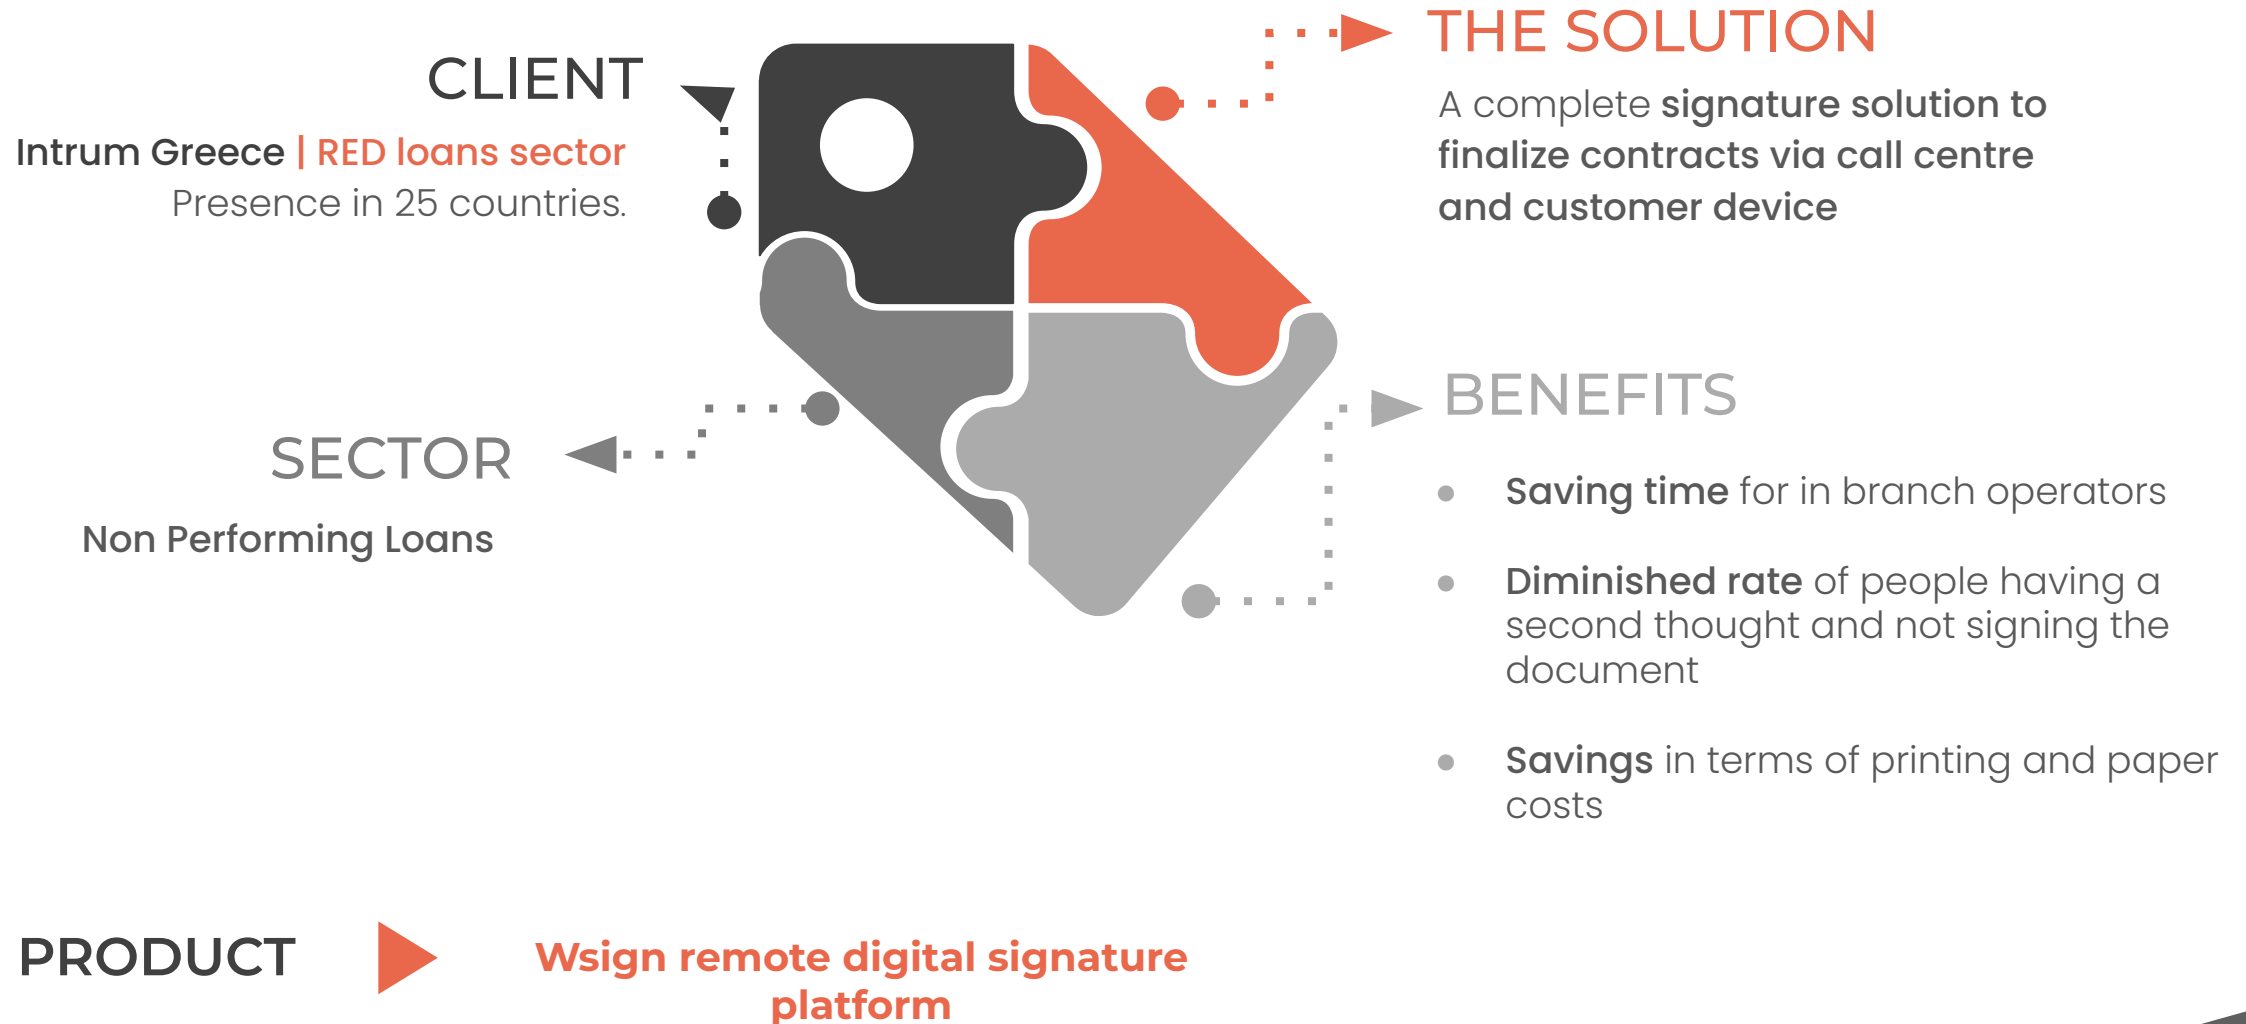 CLIENT
Intrum Greece | RED loans sector
Presence in 25 countries.
THE SOLUTION
A complete signature solution to
finalize contracts via call centre
and customer device
SECTOR
Non Performing Loans
BENEFITS
Saving time for in branch operators
Diminished rate of people having a
second thought and not signing the
document
Savings in terms of printing and paper
costs
PRODUCT
Wsign remote digital signature
platform